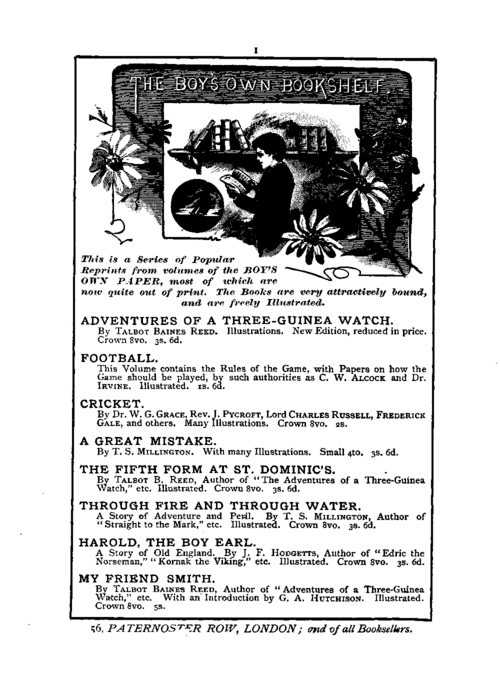 I
THE BOY'S OWN BOOKSHELF.
This is a Series of Popular
Reprints from volumes of the BOY'S
OWN PAPER, most of which are
now quite out of print. The Books are very attractively bound,
and are freely Illustrated.
ADVENTURES OF A THREE-GUINEA WATCH.
By TALBOT BAINES REED. Illustrations. New Edition, reduced in price.
Crown 8vo. 3s. 6d.
FOOTBALL.
This Volume contains the Rules of the Game, with Papers on how the
Game should be played, by such authorities as C. W. ALCOCK and Dr.
IRVINE. Illustrated. 1s. 6d.
CRICKET.
By Dr. W. G. GRACE, Rev. J. PYCROFT, Lord CHARLES RUSSELL, FREDERICK
GALE, and others. Many Illustrations. Crown 8vo. 2s.
A GREAT MISTAKE.
By T. S. MILLINGTON. With many Illustrations. Small 4to. 3s. 6d.
THE FIFTH FORM AT ST. DOMINIC'S.
By TALBOT B. REED, Author of "The Adventures of a Three-Guinea
Watch," etc. Illustrated. Crown 8vo. 3s. 6d.
THROUGH FIRE AND THROUGH WATER.
A Story of Adventure and Peril. By T. S. MILLINGTON, Author of
"Straight to the Mark," etc. Illustrated. Crown 8vo. 3s. 6d.
HAROLD, THE BOY EARL.
A Story of Old England. By J. F. HODGETTS, Author of "Edric the
Norseman," "Kornak the Viking," etc. Illustrated. Crown 8vo. 3s. 6d.
MY FRIEND SMITH.
By TALBOT BAINES REED, Author of "Adventures of a Three-Guinea
Watch," etc. With an Introduction by G. A. HUTCHISON. Illustrated.
Crown 8vo. 5s.
56, PATERNOSTER ROW, LONDON; and of all Booksellers.